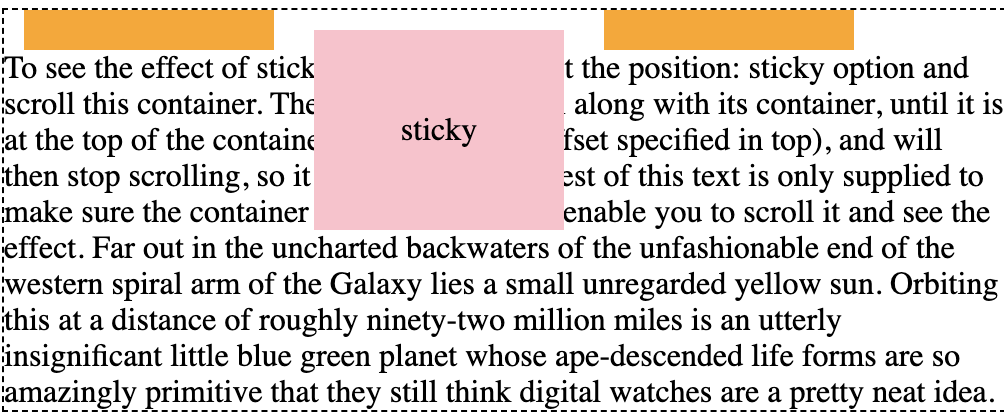 To see the effect of stick t the position: sticky option and
scroll this container. The along with its container, until it is
at the top of the containe fset specified in top), and will
then stop scrolling, so it est of this text is only supplied to
make sure the container enable you to scroll it and see the
sticky
effect. Far out in the uncharted backwaters of the unfashionable end of the
western spiral arm of the Galaxy lies a small unregarded yellow sun. Orbiting
this at a distance of roughly ninety-two million miles is an utterly
insignificant little blue green planet whose ape-descended life forms are so
amazingly primitive that they still think digital watches are a pretty neat idea.